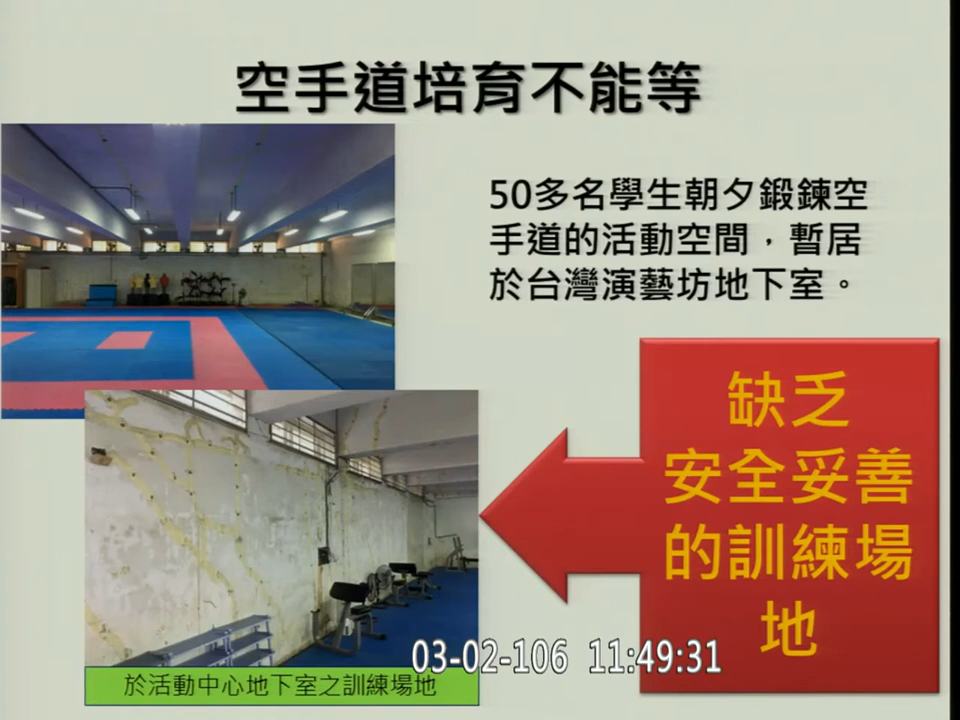 空手道培育不能等
50多名學生朝夕鍛鍊空
手道的活動空間，暫居
於台灣演藝坊地下室。
缺乏
安全妥善
的訓練場
地
03-02-106 11:49:31
於活動中心地下室之訓練場地